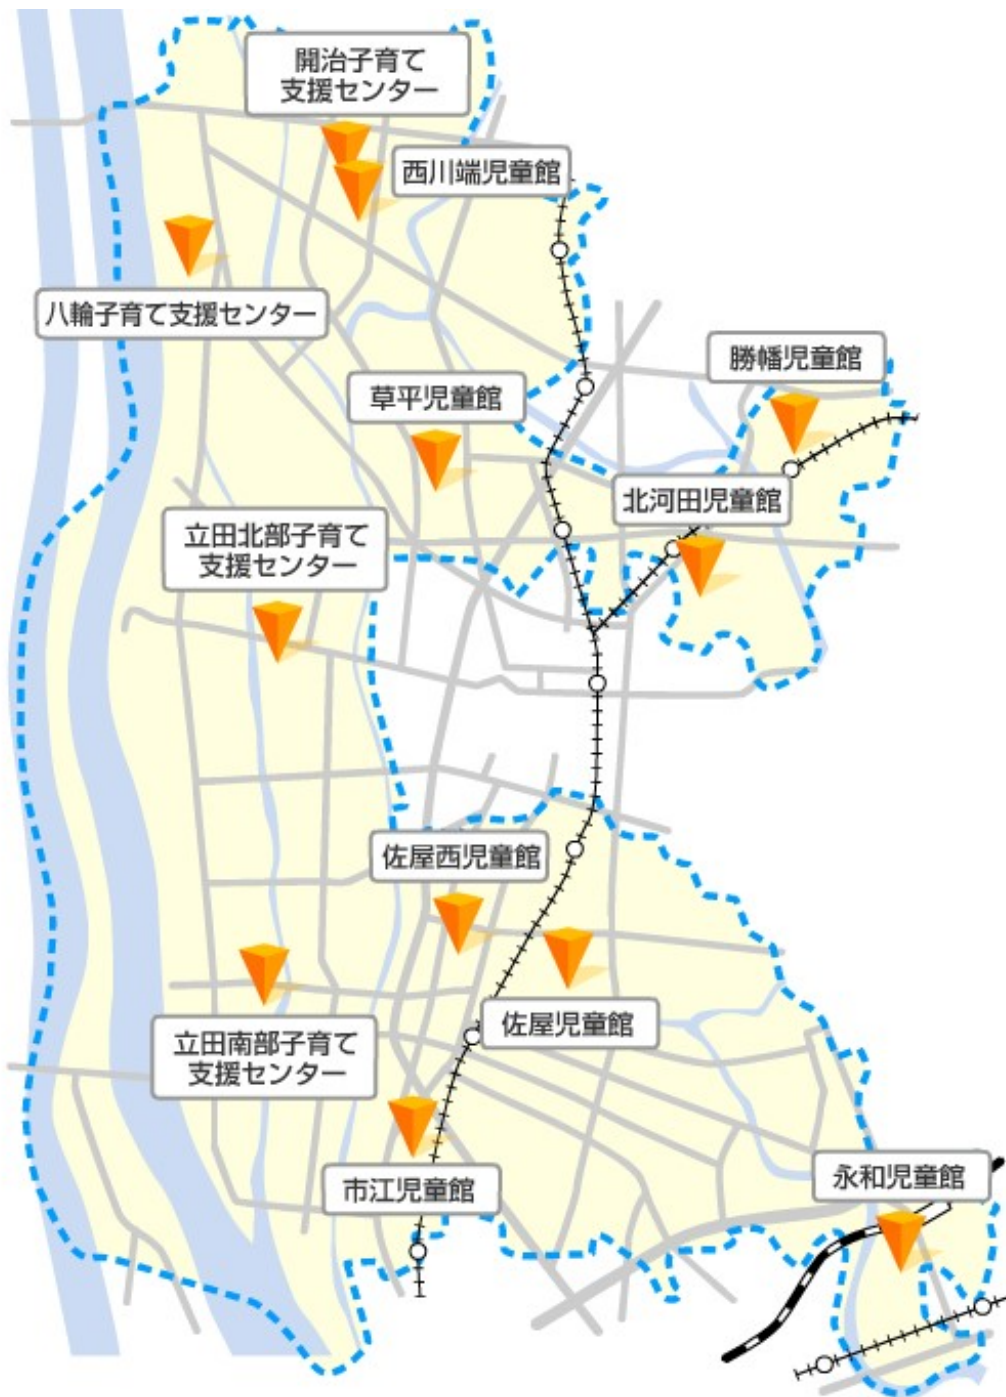 開治子育て
支援センター
西川端児童館
八輪子育て支援センター
勝幡児童館
草平児童館
北河田児童館
立田北部子育て
支援センター
佐屋西児童館
佐屋児童館
立田南部子育て
支援センター
市江児童館
永和児童館